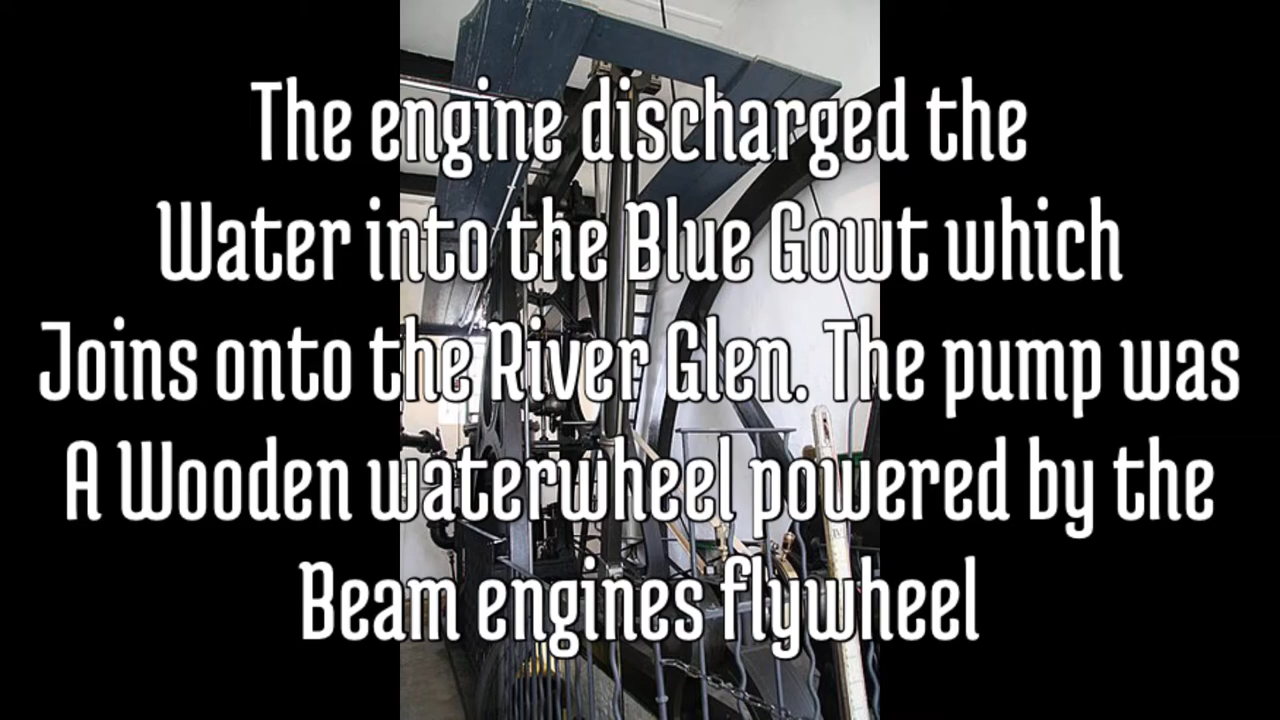 The engine discharged the
Water into the Blue Gowt which
Joins onto the River Glen. The pump was
A Wooden waterwheel powered by the
Beam engines flywheel